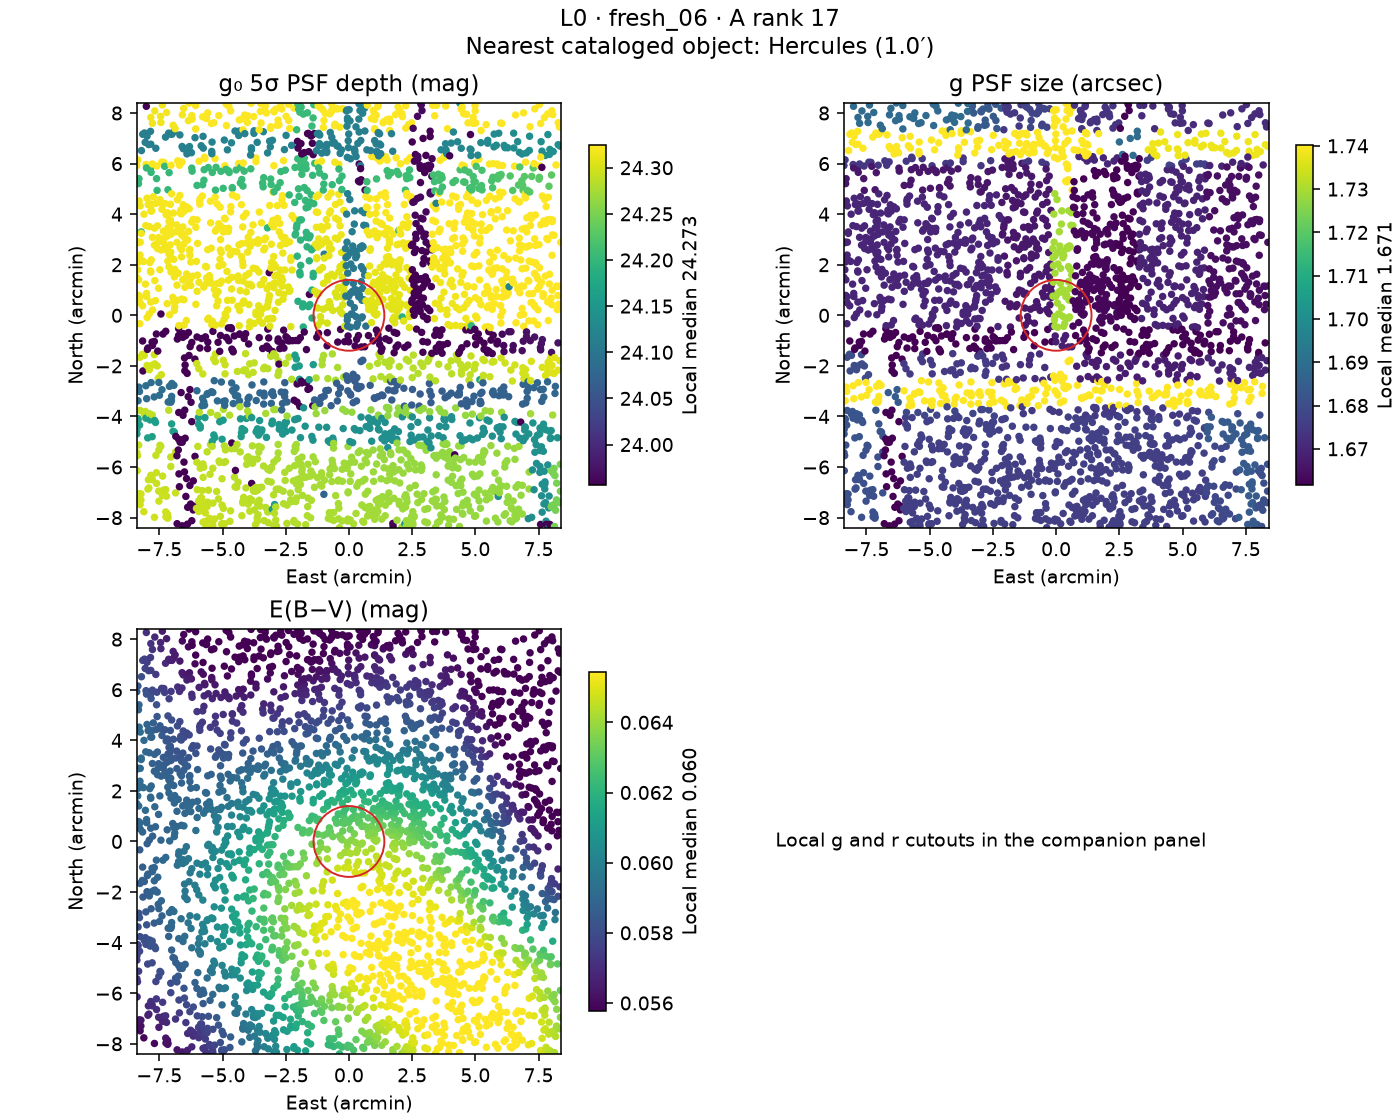 L0 · fresh_06 · A rank 17
Nearest cataloged object: Hercules (1.0′)
g₀ 5σ PSF depth (mag)
8
6
4
2
0
−2
−4
−6
−8
North (arcmin)
−7.5 −5.0 −2.5 0.0 2.5 5.0 7.5
East (arcmin)
24.30
24.25
24.20
24.15
24.10
24.05
24.00
Local median 24.273
g PSF size (arcsec)
8
6
4
2
0
−2
−4
−6
−8
North (arcmin)
−7.5 −5.0 −2.5 0.0 2.5 5.0 7.5
East (arcmin)
1.74
1.73
1.72
1.71
1.70
1.69
1.68
1.67
Local median 1.671
E(B−V) (mag)
8
6
4
2
0
−2
−4
−6
−8
North (arcmin)
−7.5 −5.0 −2.5 0.0 2.5 5.0 7.5
East (arcmin)
0.064
0.062
0.060
0.058
0.056
Local median 0.060
Local g and r cutouts in the companion panel